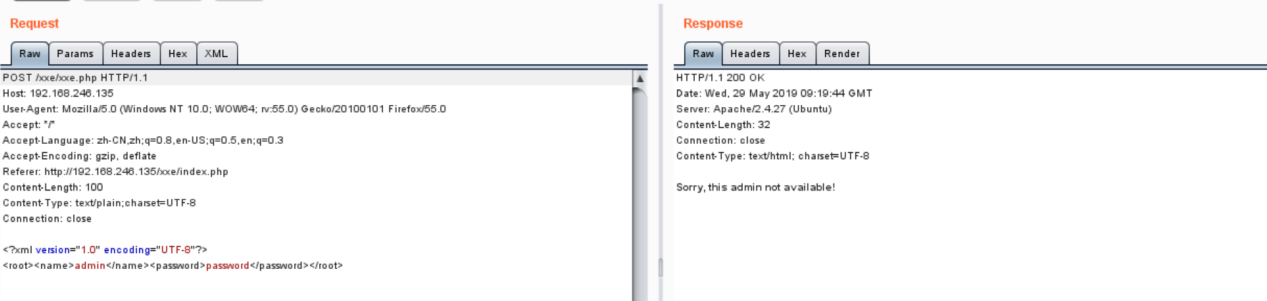 Request
Raw Params Headers Hex XML
POST /xxe/xxe.php HTTP/1.1
Host: 192.168.246.135
User-Agent: Mozilla/5.0 (Windows NT 10.0; WOW64; rv:55.0) Gecko/20100101 Firefox/55.0
Accept: */*
Accept-Language: zh-CN,zh;q=0.8,en-US;q=0.5,en;q=0.3
Accept-Encoding: gzip, deflate
Referer: http://192.168.246.135/xxe/index.php
Content-Length: 100
Content-Type: text/plain;charset=UTF-8
Connection: close
<?xml version="1.0" encoding="UTF-8"?>
<root><name>admin</name><password>password</password></root>
Response
Raw Headers Hex Render
HTTP/1.1 200 OK
Date: Wed, 29 May 2019 09:19:44 GMT
Server: Apache/2.4.27 (Ubuntu)
Content-Length: 32
Connection: close
Content-Type: text/html; charset=UTF-8
Sorry, this admin not available!